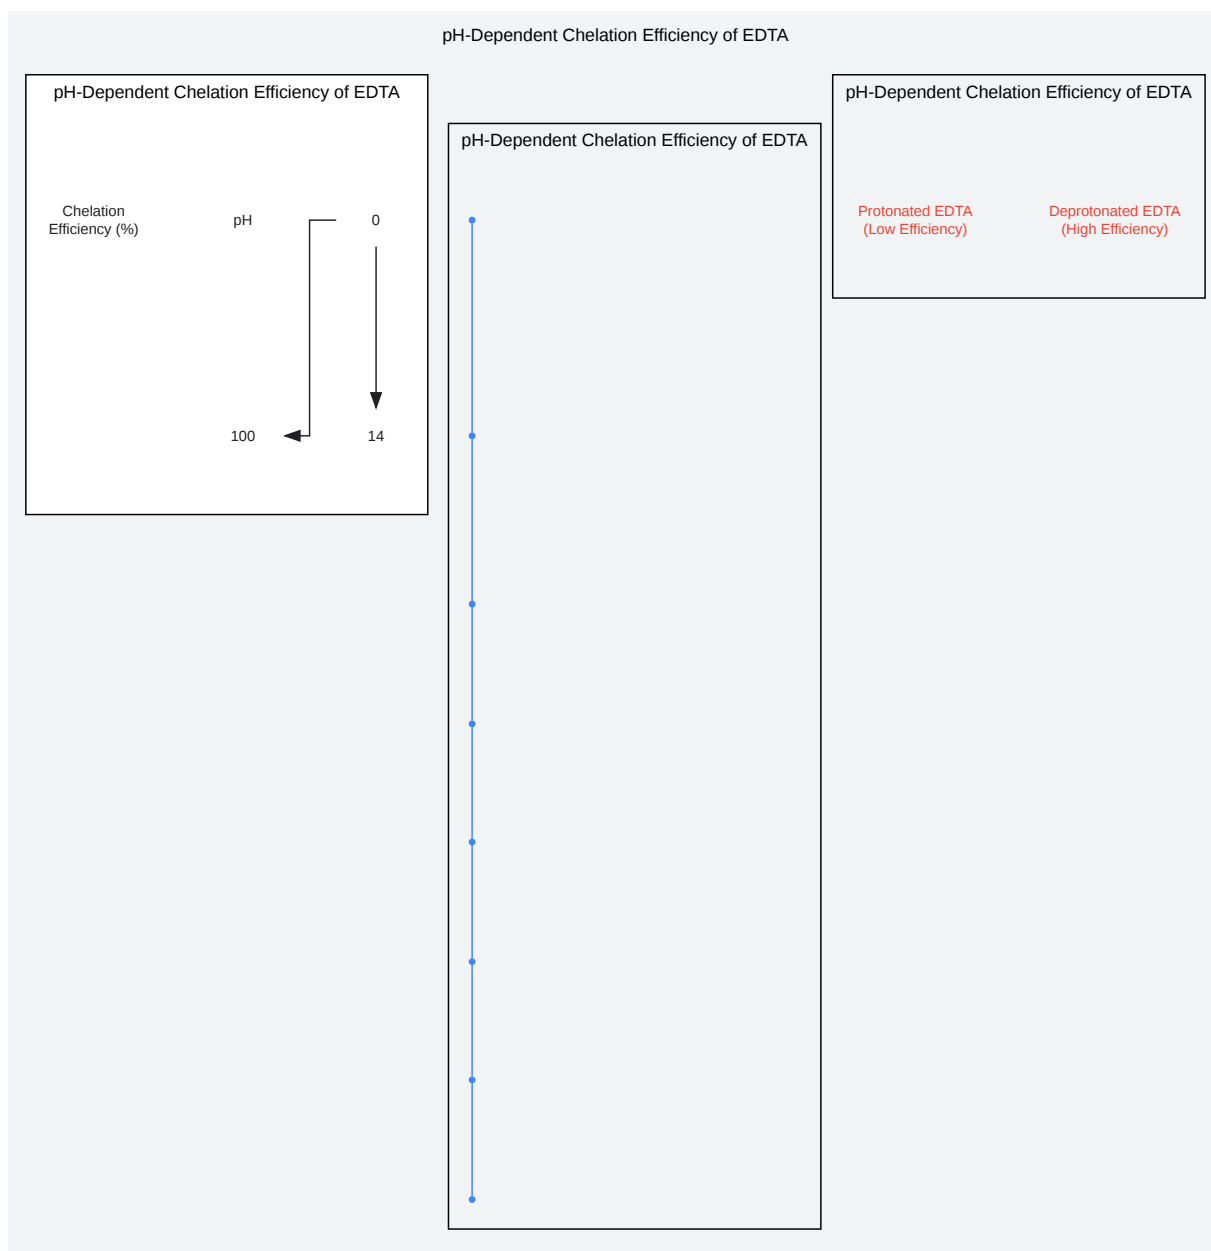 pH-Dependent Chelation Efficiency of EDTA
pH-Dependent Chelation Efficiency of EDTA
Chelation
Efficiency (%)
pH
0
100
14
pH-Dependent Chelation Efficiency of EDTA
pH-Dependent Chelation Efficiency of EDTA
Protonated EDTA
(Low Efficiency)
Deprotonated EDTA
(High Efficiency)